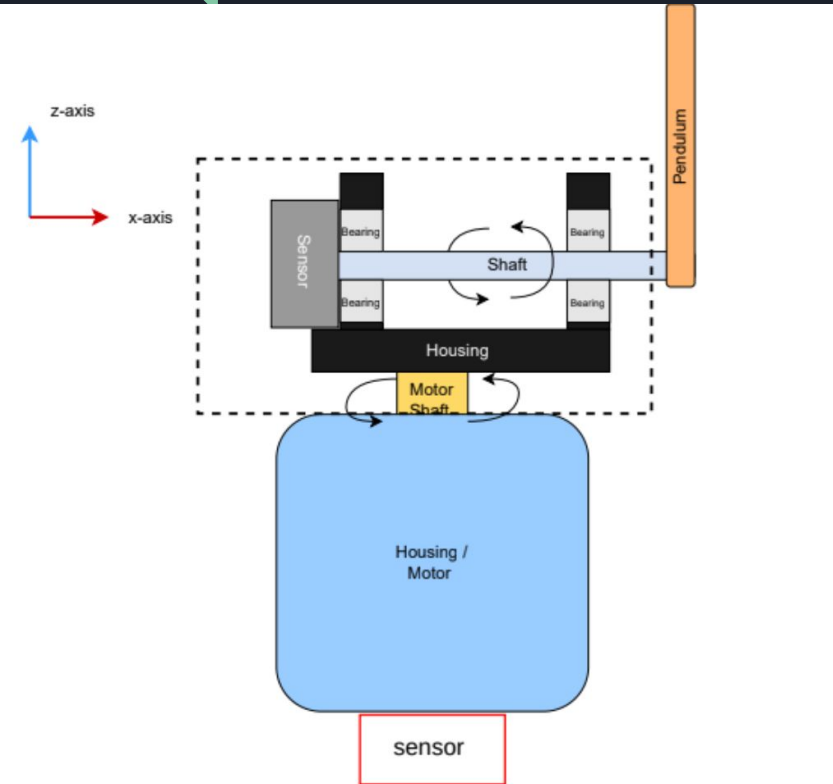 z-axis
x-axis
Pendulum
Sensor
Bearing
Bearing
Shaft
Bearing
Bearing
Housing
Motor
Shaft
Housing /
Motor
sensor